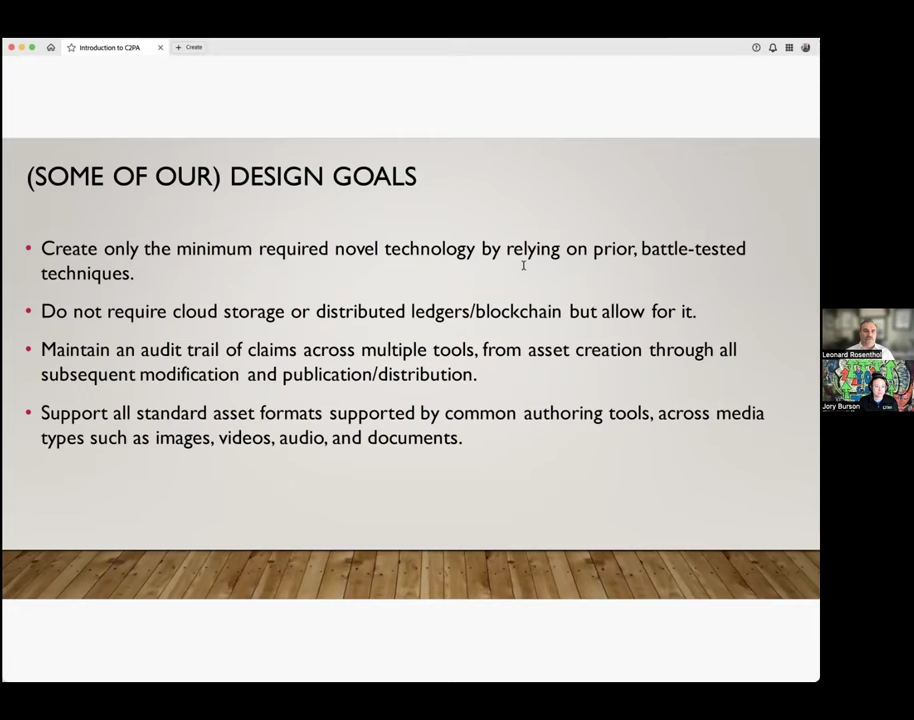 Introduction to C2PA
Create
(SOME OF OUR) DESIGN GOALS
• Create only the minimum required novel technology by relying on prior, battle-tested
techniques.
• Do not require cloud storage or distributed ledgers/blockchain but allow for it.
• Maintain an audit trail of claims across multiple tools, from asset creation through all
subsequent modification and publication/distribution.
• Support all standard asset formats supported by common authoring tools, across media
types such as images, videos, audio, and documents.
Leonard Rosenthol
Jory Burson